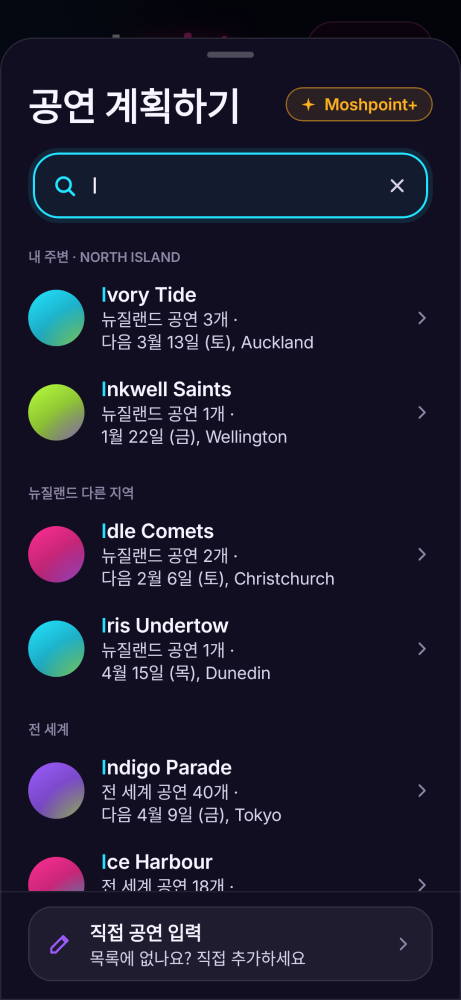 공연 계획하기
Moshpoint+
I
내 주변 · NORTH ISLAND
Ivory Tide
뉴질랜드 공연 3개 ·
다음 3월 13일 (토), Auckland
Inkwell Saints
뉴질랜드 공연 1개 ·
1월 22일 (금), Wellington
뉴질랜드 다른 지역
Idle Comets
뉴질랜드 공연 2개 ·
다음 2월 6일 (토), Christchurch
Iris Undertow
뉴질랜드 공연 1개 ·
4월 15일 (목), Dunedin
전 세계
Indigo Parade
전 세계 공연 40개 ·
다음 4월 9일 (금), Tokyo
Ice Harbour
전 세계 공연 18개 ·
직접 공연 입력
목록에 없나요? 직접 추가하세요